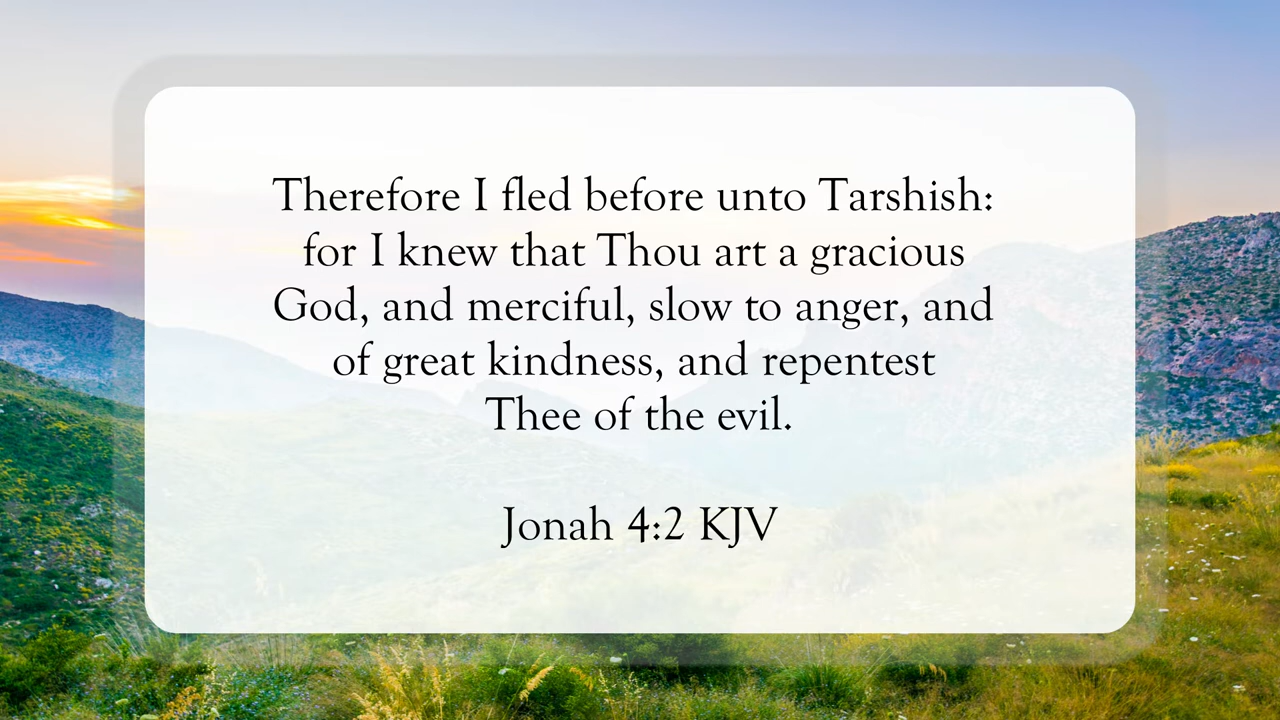 Therefore I fled before unto Tarshish:
for I knew that Thou art a gracious
God, and merciful, slow to anger, and
of great kindness, and repentest
Thee of the evil.
Jonah 4:2 KJV